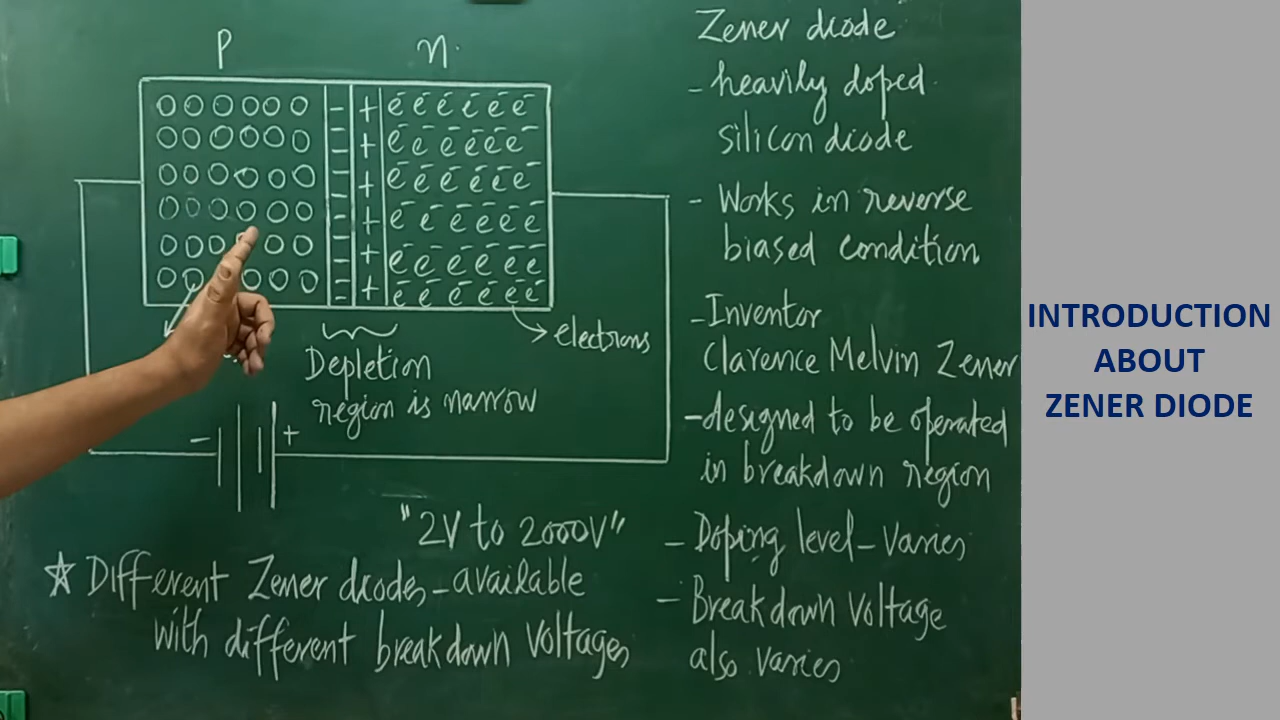 P n
o o o o o o - + e⁻ e⁻ e⁻ e⁻ e⁻ e⁻
o o o o o o - + e⁻ e⁻ e⁻ e⁻ e⁻ e⁻
o o o o o o - + e⁻ e⁻ e⁻ e⁻ e⁻ e⁻
o o o o o o - + e⁻ e⁻ e⁻ e⁻ e⁻ e⁻
o o o o o o - + e⁻ e⁻ e⁻ e⁻ e⁻ e⁻
o o o o o - + e⁻ e⁻ e⁻ e⁻ e⁻ e⁻
electrons
Depletion
region is narrow
- +
"2V to 2000V"
☆ Different Zener diodes - available
with different breakdown voltages
Zener diode
- heavily doped
silicon diode
- Works in reverse
biased condition
- Inventor
Clarence Melvin Zener
- designed to be operated
in breakdown region
- Doping level - varies
- Breakdown voltage
also varies
INTRODUCTION
ABOUT
ZENER DIODE